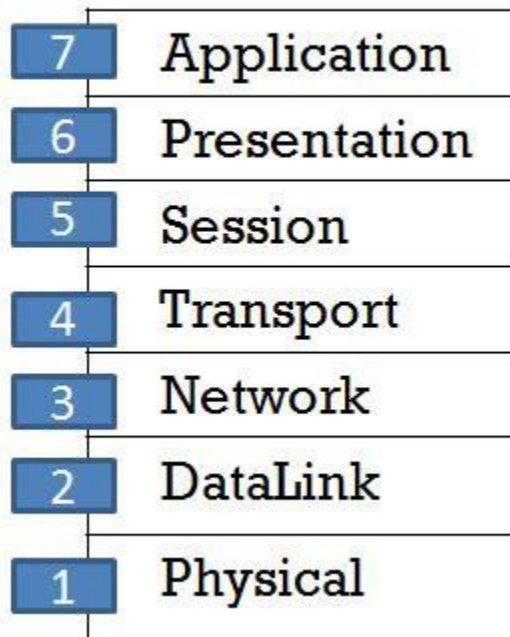 7 Application
6 Presentation
5 Session
4 Transport
3 Network
2 DataLink
1 Physical